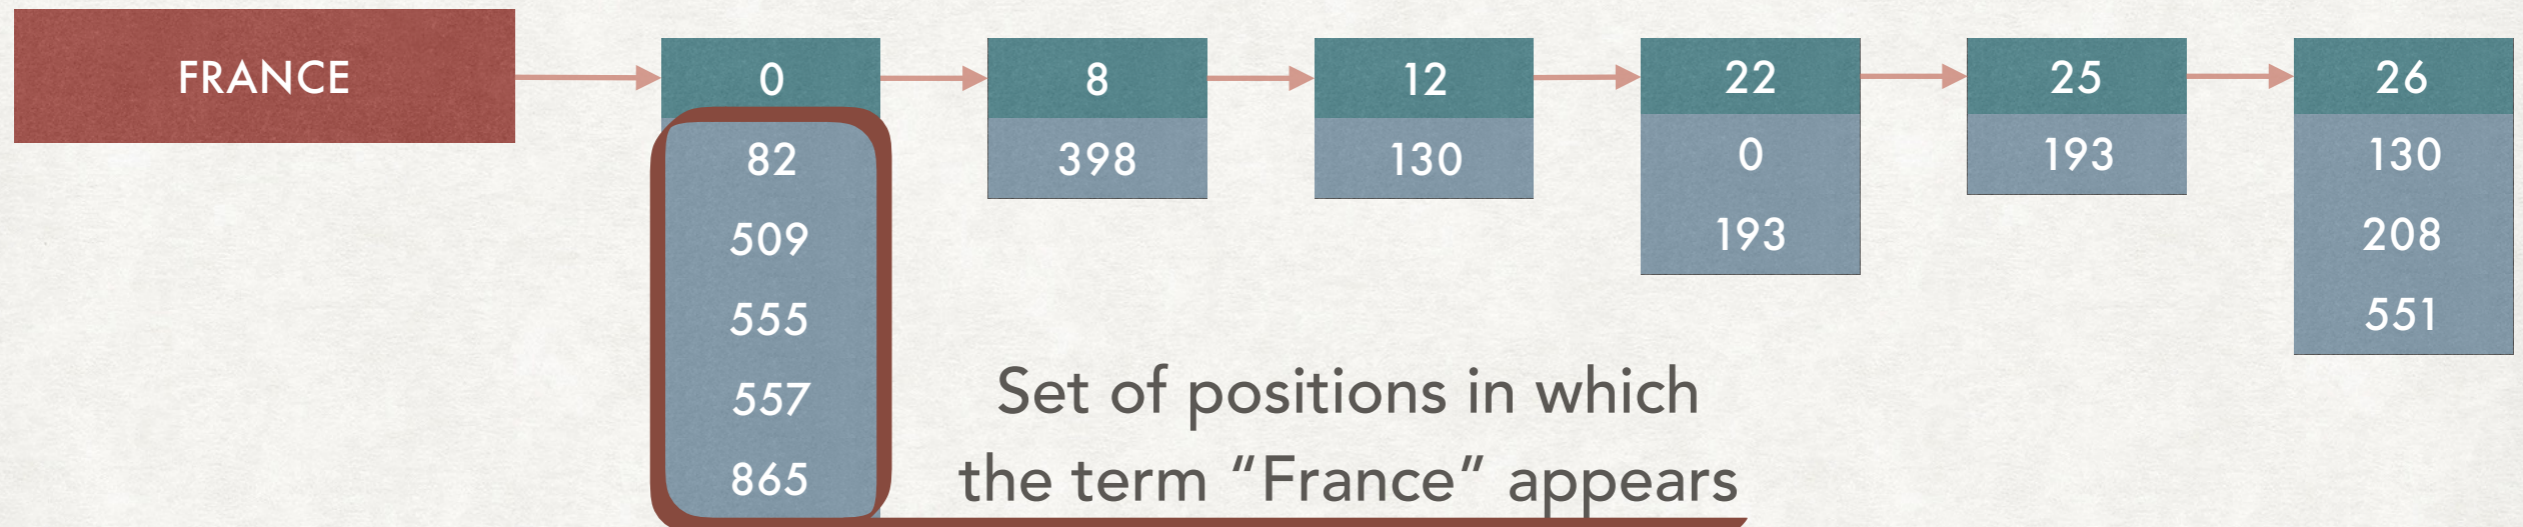 FRANCE
0 8 12 22 25 26
82 398 130 0 193 130
509 193 208
555 551
557
865
Set of positions in which
the term “France” appears